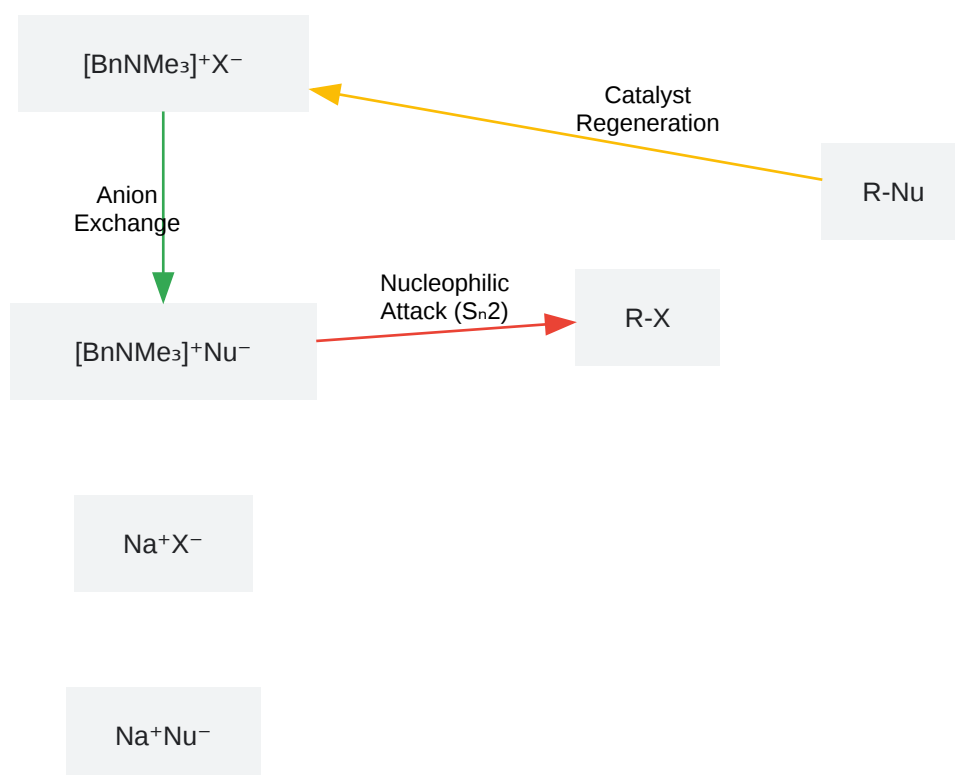 [BnNMe₃]⁺X⁻
Catalyst
Regeneration
R-Nu
Anion
Exchange
Nucleophilic
Attack (Sₙ2)
R-X
[BnNMe₃]⁺Nu⁻
Na⁺X⁻
Na⁺Nu⁻